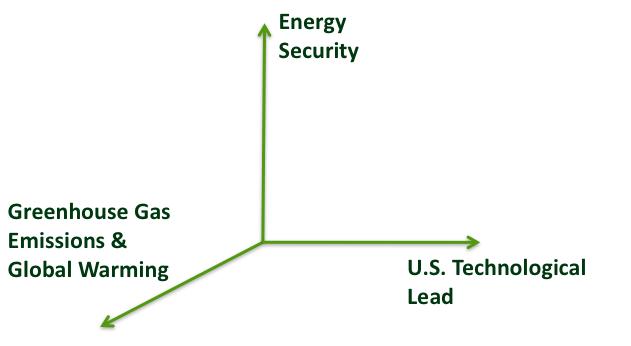 Energy
Security
Greenhouse Gas
Emissions &
Global Warming
U.S. Technological
Lead